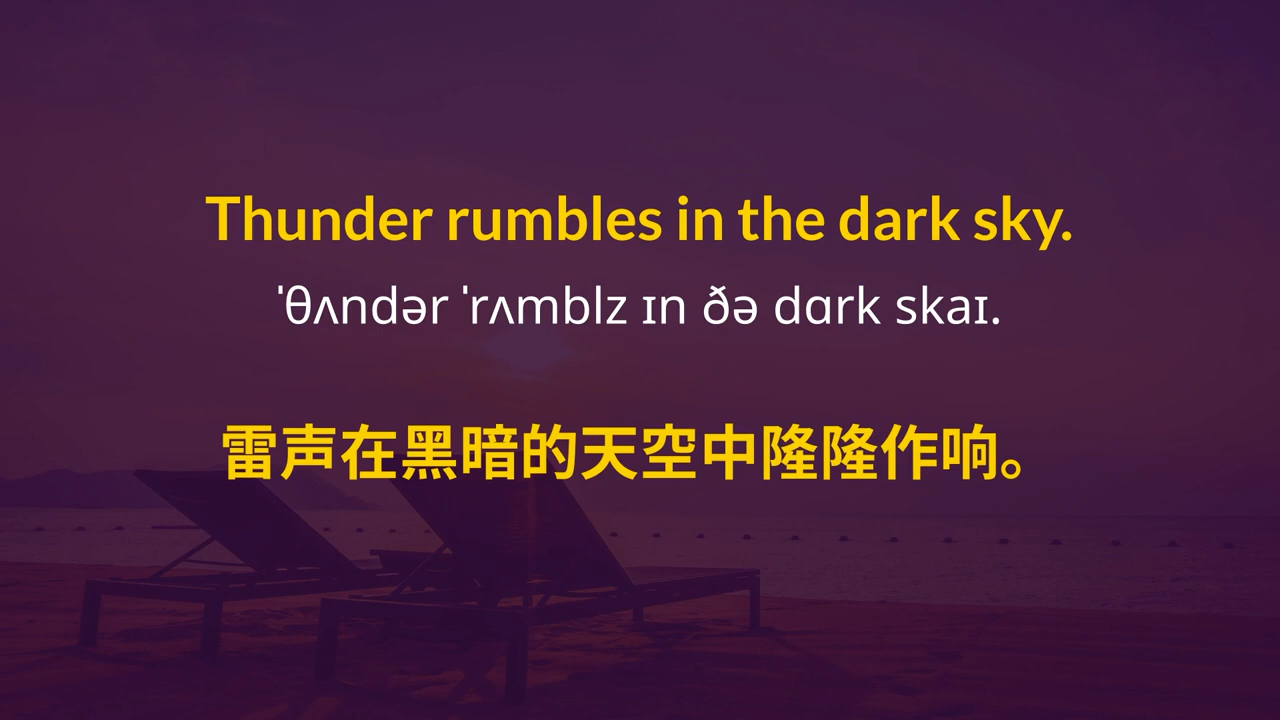 Thunder rumbles in the dark sky.
ˈθʌndər ˈrʌmblz ɪn ðə dɑrk skaɪ.
雷声在黑暗的天空中隆隆作响。